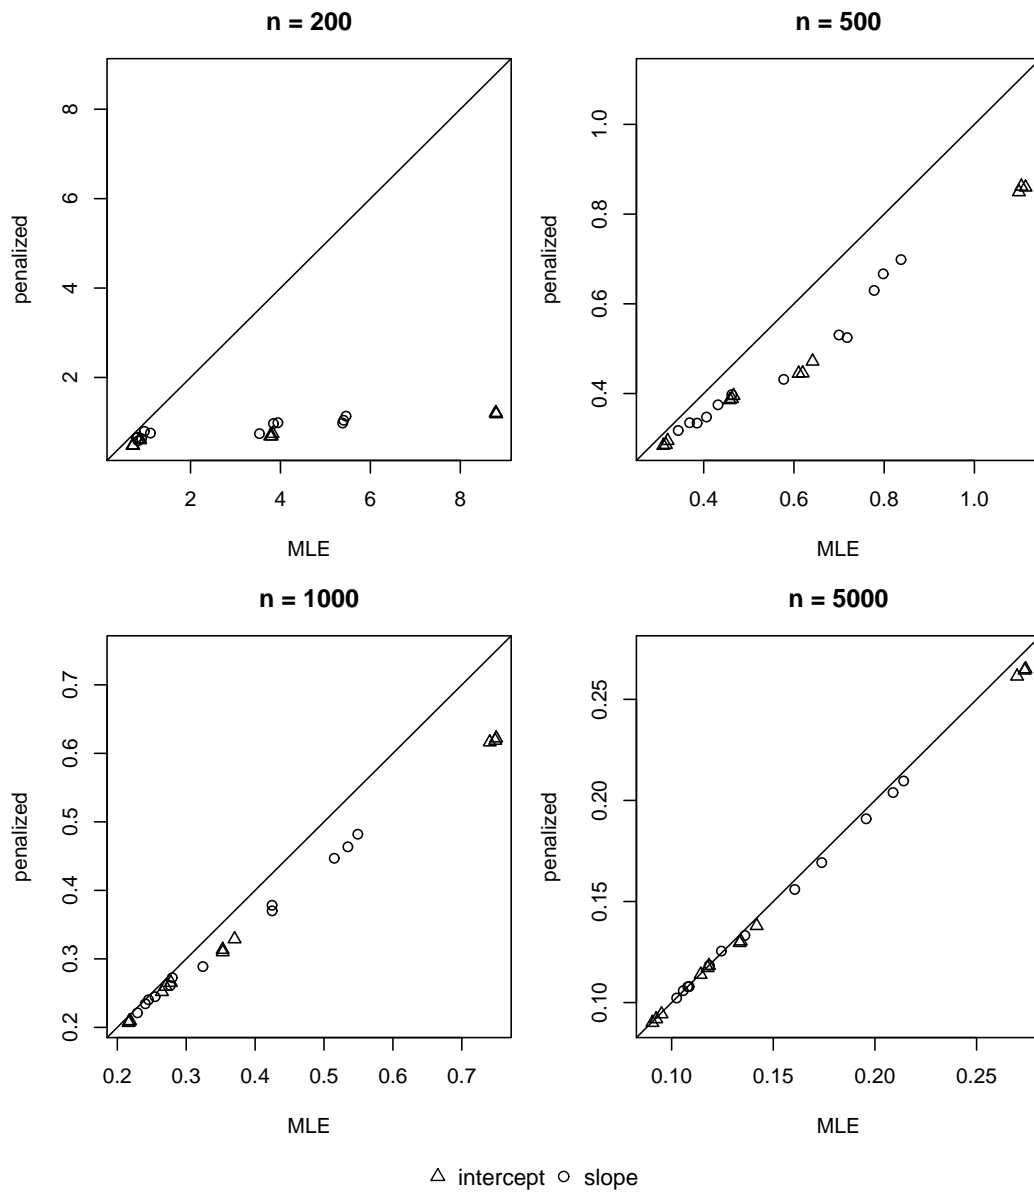 n = 200
n = 500
penalized
2
4
6
8
2 4 6 8
MLE
penalized
0.4
0.6
0.8
1.0
0.4 0.6 0.8 1.0
MLE
n = 1000
n = 5000
penalized
0.2
0.3
0.4
0.5
0.6
0.7
0.2 0.3 0.4 0.5 0.6 0.7
MLE
penalized
0.10
0.15
0.20
0.25
0.10 0.15 0.20 0.25
MLE
intercept slope